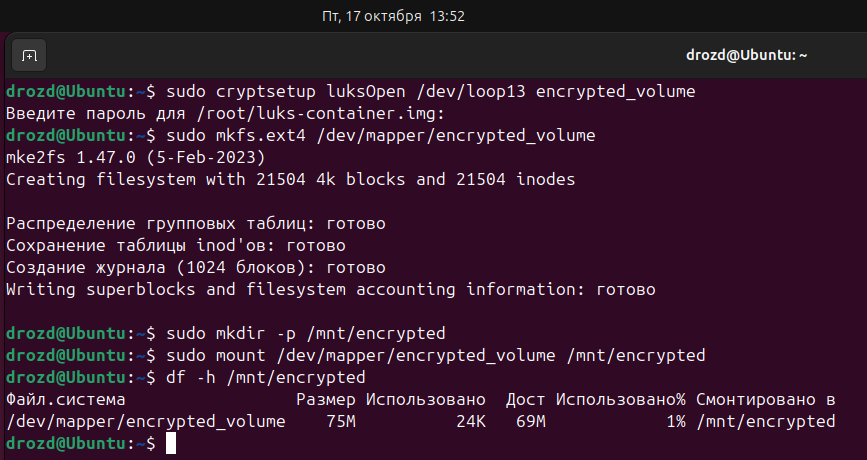 Пт, 17 октября 13:52
drozd@Ubuntu: ~
drozd@Ubuntu:~$ sudo cryptsetup luksOpen /dev/loop13 encrypted_volume
Введите пароль для /root/luks-container.img:
drozd@Ubuntu:~$ sudo mkfs.ext4 /dev/mapper/encrypted_volume
mke2fs 1.47.0 (5-Feb-2023)
Creating filesystem with 21504 4k blocks and 21504 inodes
Распределение групповых таблиц: готово
Сохранение таблицы inod'ов: готово
Создание журнала (1024 блоков): готово
Writing superblocks and filesystem accounting information: готово
drozd@Ubuntu:~$ sudo mkdir -p /mnt/encrypted
drozd@Ubuntu:~$ sudo mount /dev/mapper/encrypted_volume /mnt/encrypted
drozd@Ubuntu:~$ df -h /mnt/encrypted
Файл.система Размер Использовано Дост Использовано% Смонтировано в
/dev/mapper/encrypted_volume 75M 24K 69M 1% /mnt/encrypted
drozd@Ubuntu:~$